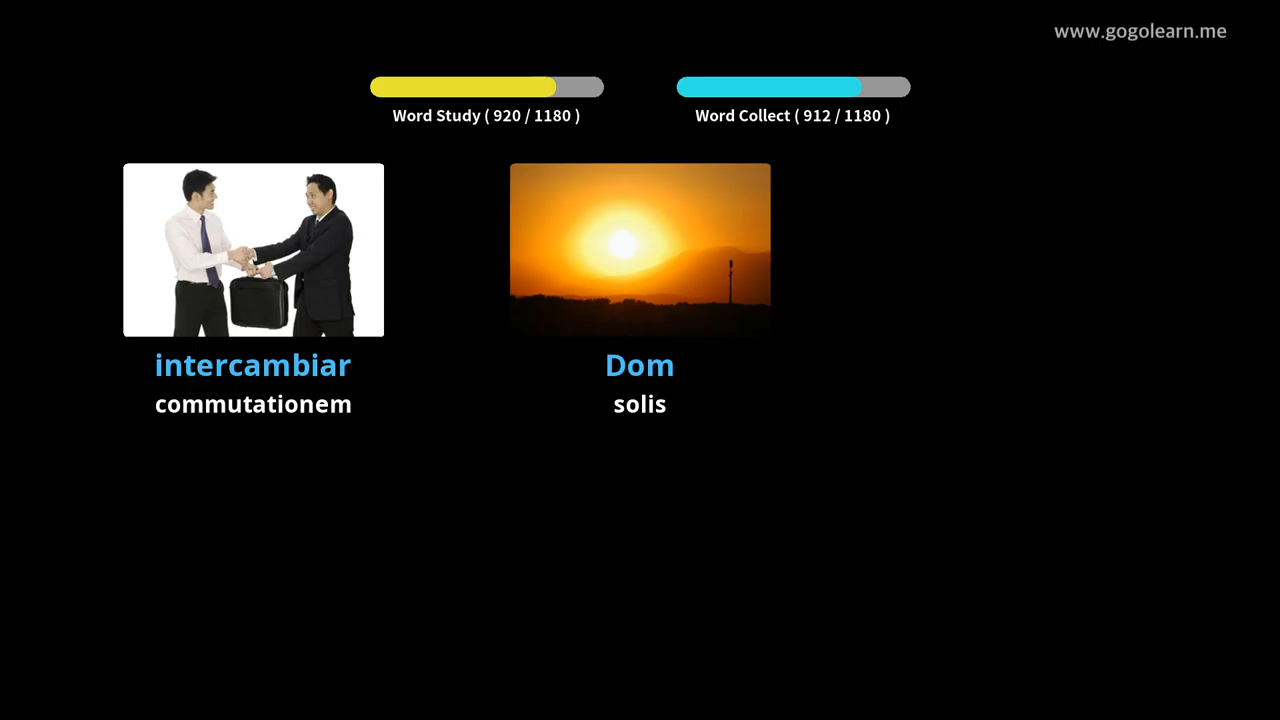 www.gogolearn.me
Word Study ( 920 / 1180 )
Word Collect ( 912 / 1180 )
intercambiar
commutationem
Dom
solis